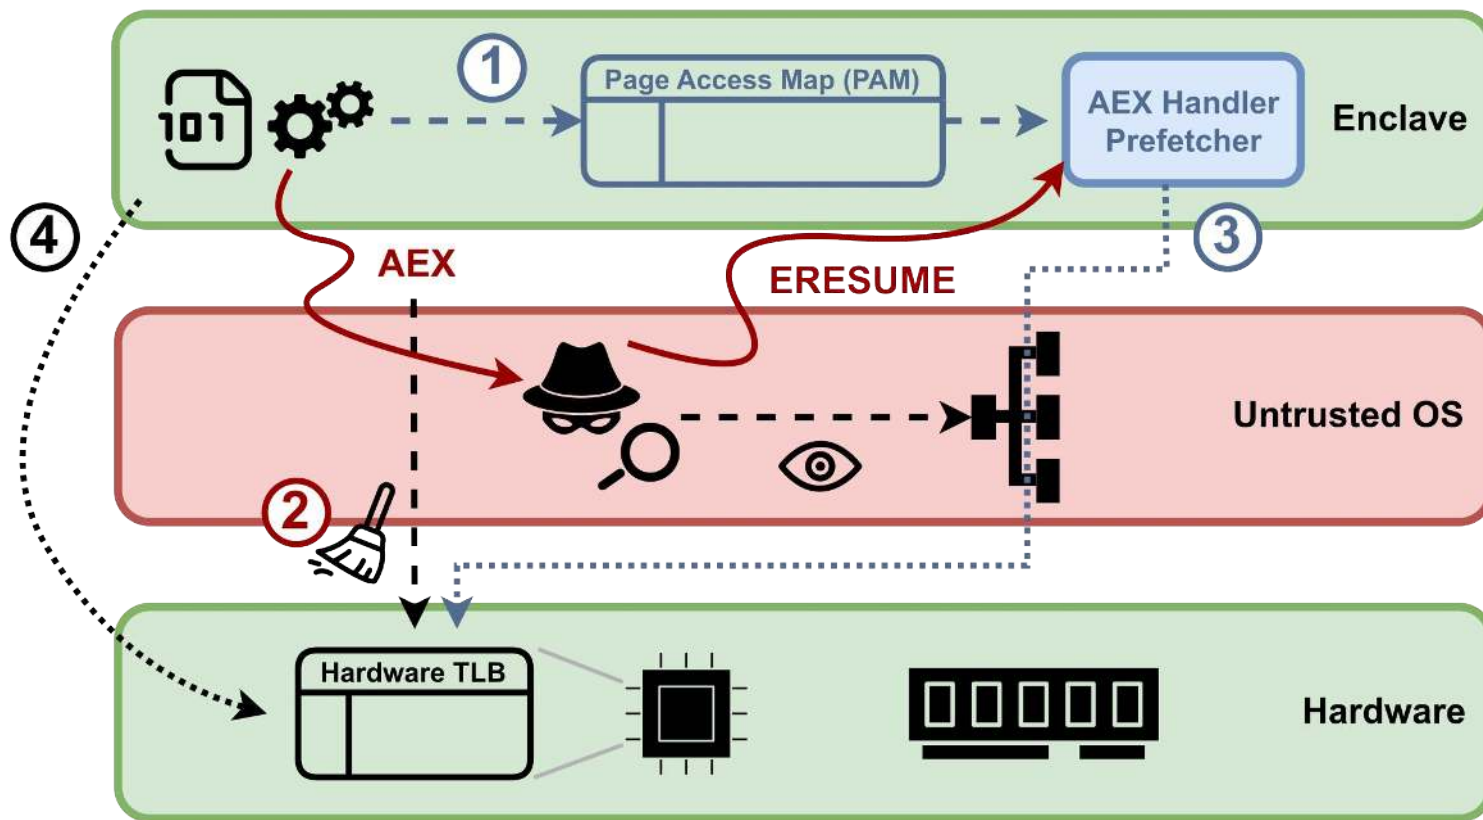 1
Page Access Map (PAM)
101
AEX Handler
Prefetcher
Enclave
4
3
AEX
ERESUME
Untrusted OS
2
Hardware TLB
Hardware